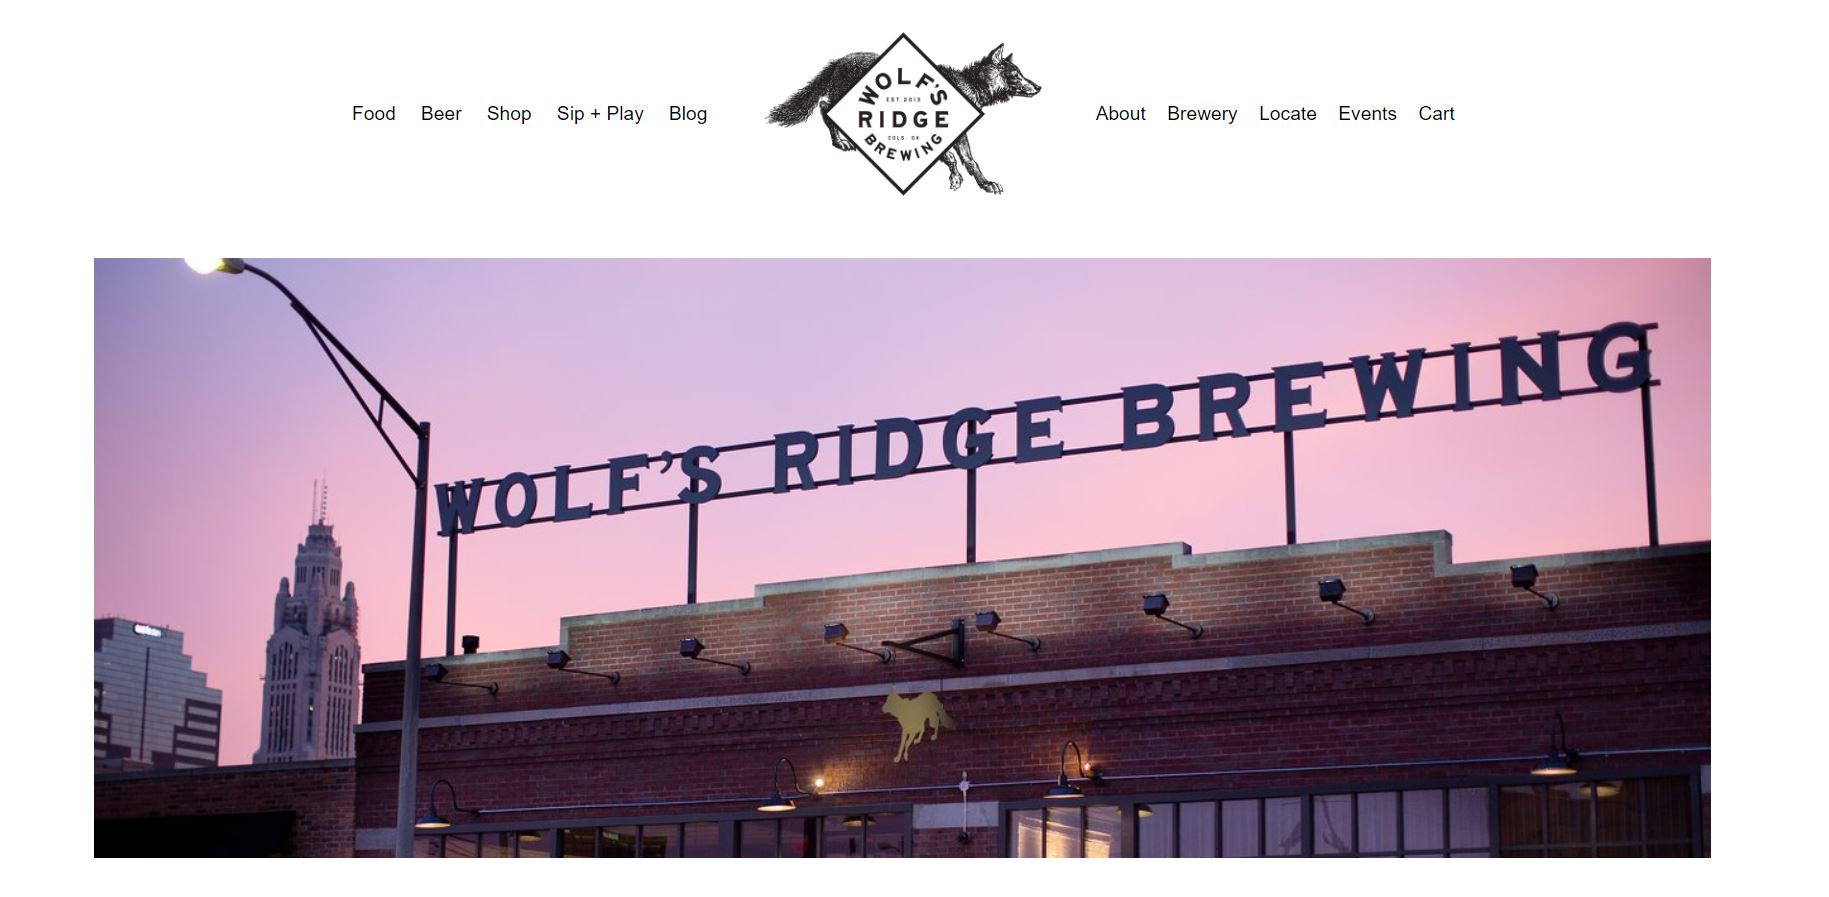 Food Beer Shop Sip + Play Blog
WOLF'S
EST. 2013
RIDGE
COLS. OH
BREWING
About Brewery Locate Events Cart
WOLF'S RIDGE BREWING